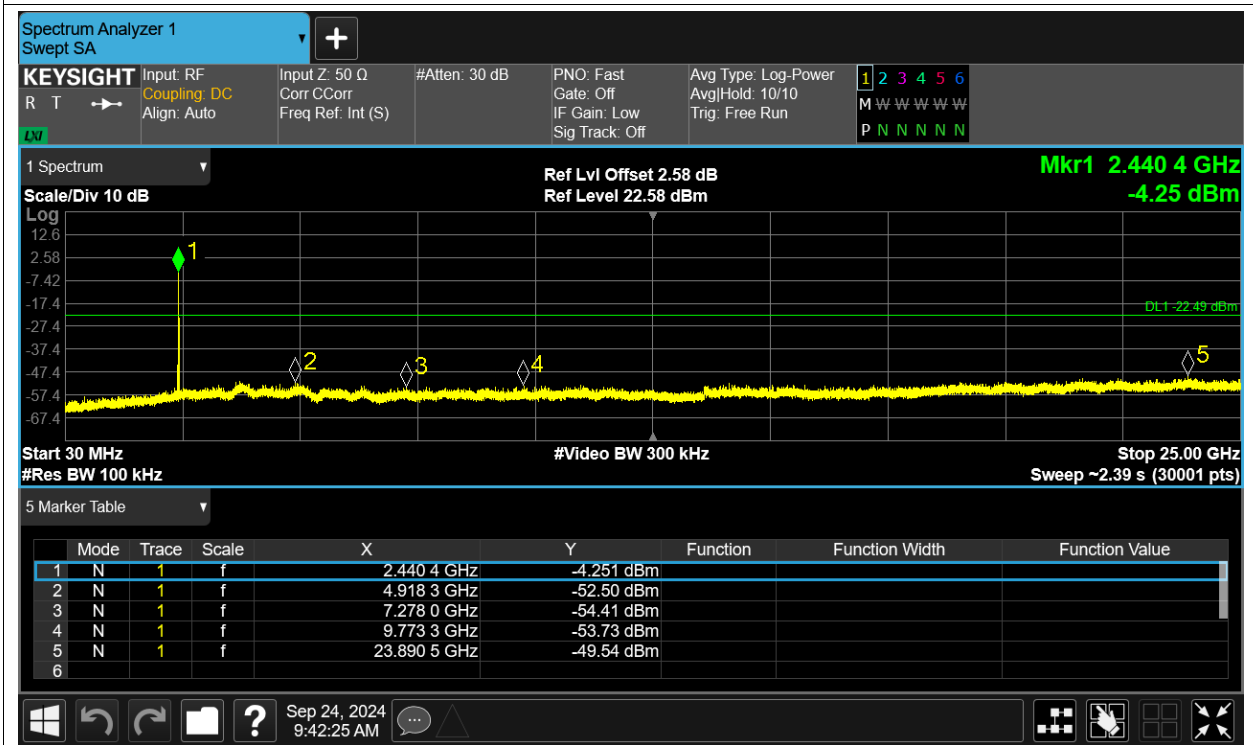 Spectrum Analyzer 1
Swept SA
KEYSIGHT Input: RF Input Z: 50 Ω #Atten: 30 dB PNO: Fast Avg Type: Log-Power 1 2 3 4 5 6
R T Coupling: DC Corr CCorr Gate: Off Avg|Hold: 10/10 M W W W W W
Align: Auto Freq Ref: Int (S) IF Gain: Low Trig: Free Run
LXI Sig Track: Off P N N N N N
1 Spectrum Ref Lvl Offset 2.58 dB Mkr1 2.440 4 GHz
Scale/Div 10 dB Ref Level 22.58 dBm -4.25 dBm
Log
12.6
1
2.58
-7.42
-17.4
DL1 -22.49 dBm
-27.4
-37.4
2 3 4 5
-47.4
-57.4
-67.4
Start 30 MHz #Video BW 300 kHz Stop 25.00 GHz
#Res BW 100 kHz Sweep ~2.39 s (30001 pts)
5 Marker Table
Mode Trace Scale X Y Function Function Width Function Value
1 N 1 f 2.440 4 GHz -4.251 dBm
2 N 1 f 4.918 3 GHz -52.50 dBm
3 N 1 f 7.278 0 GHz -54.41 dBm
4 N 1 f 9.773 3 GHz -53.73 dBm
5 N 1 f 23.890 5 GHz -49.54 dBm
6
? Sep 24, 2024
9:42:25 AM